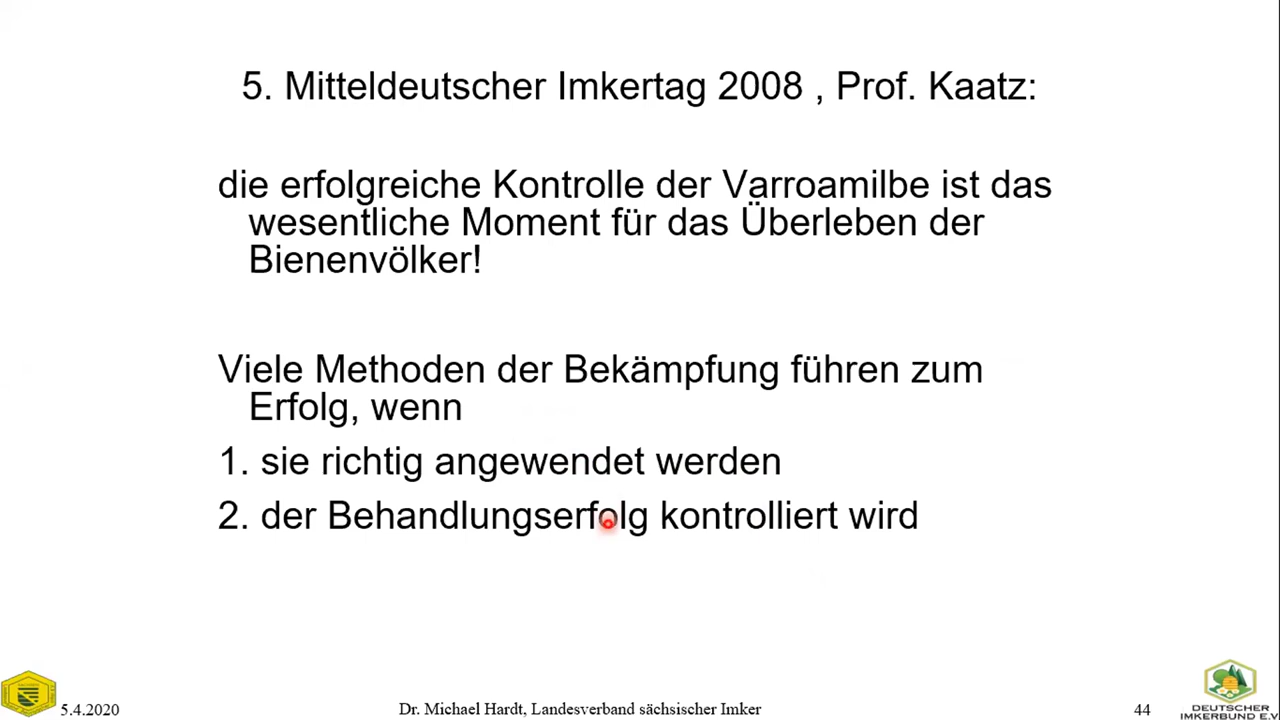 5. Mitteldeutscher Imkertag 2008 , Prof. Kaatz:
die erfolgreiche Kontrolle der Varroamilbe ist das
wesentliche Moment für das Überleben der
Bienenvölker!
Viele Methoden der Bekämpfung führen zum
Erfolg, wenn
1. sie richtig angewendet werden
2. der Behandlungserfolg kontrolliert wird
5.4.2020
Dr. Michael Hardt, Landesverband sächsischer Imker
44
DEUTSCHER
IMKERBUND E.V